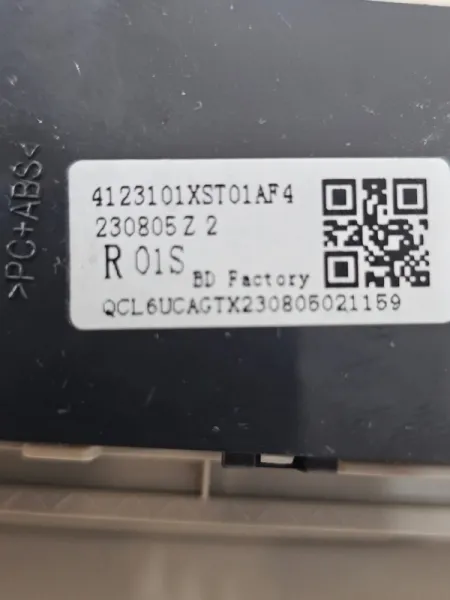 >PC+ABS<
4123101XST01AF4
230805 Z 2
R 01S BD Factory
QCL6UCAGTX230805021159